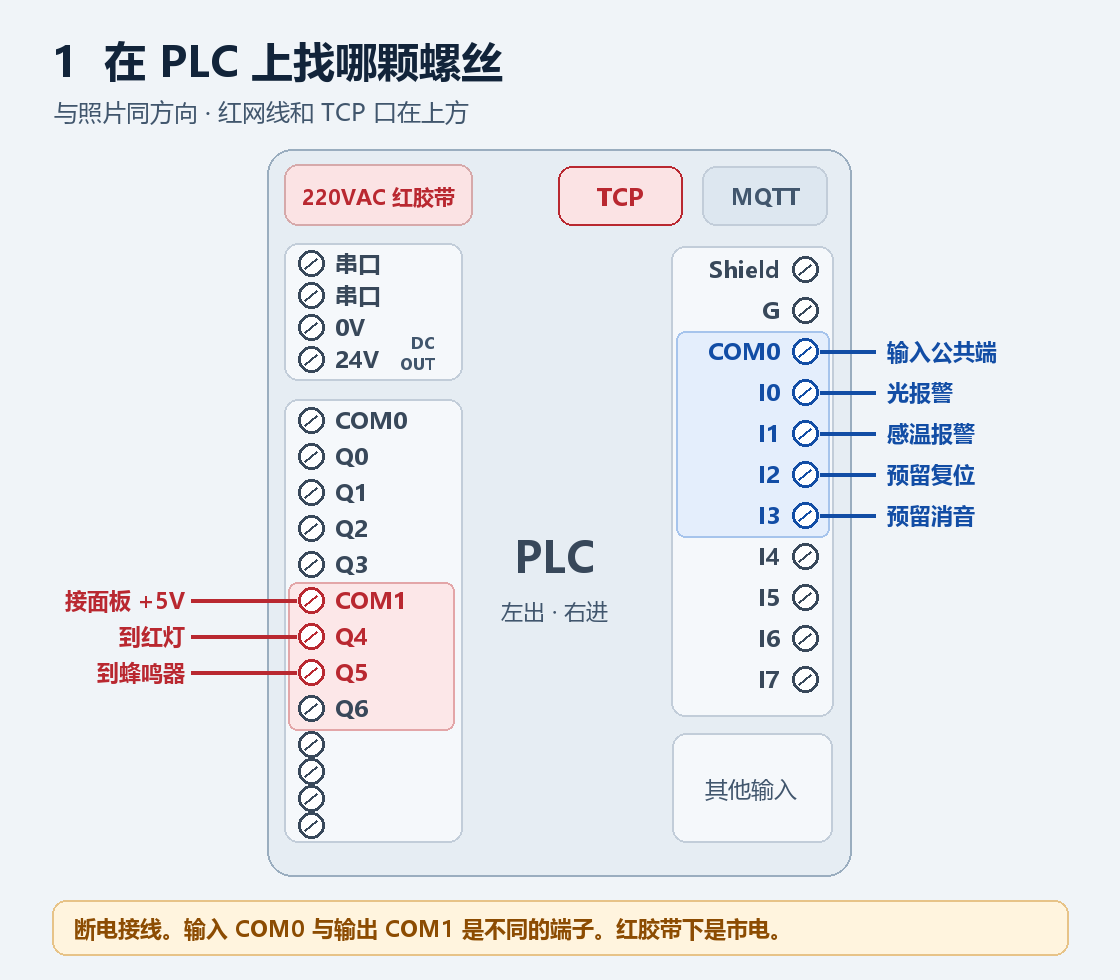 1 在 PLC 上找哪颗螺丝
与照片同方向 · 红网线和 TCP 口在上方
220VAC 红胶带
TCP
MQTT
串口
串口
0V
24V
DC
OUT
COM0
Q0
Q1
Q2
Q3
接面板 +5V
COM1
到红灯
Q4
到蜂鸣器
Q5
Q6
PLC
左出 · 右进
Shield
G
COM0
输入公共端
I0
光报警
I1
感温报警
I2
预留复位
I3
预留消音
I4
I5
I6
I7
其他输入
断电接线。输入 COM0 与输出 COM1 是不同的端子。红胶带下是市电。